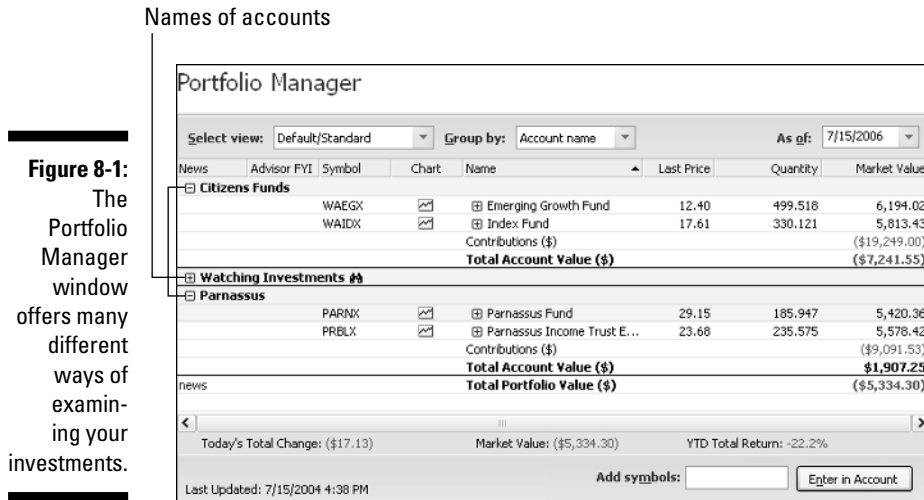 Names of accounts
Figure 8-1:
The
Portfolio
Manager
window
offers many
different
ways of
examin-
ing your
investments.
Portfolio Manager
Select view: Default/Standard Group by: Account name As of: 7/15/2006
News Advisor FYI Symbol Chart Name Last Price Quantity Market Value
Citizens Funds
WAEGX Emerging Growth Fund 12.40 499.518 6,194.02
WAIDX Index Fund 17.61 330.121 5,813.43
Contributions ($) ($19,249.00)
Total Account Value ($) ($7,241.55)
Watching Investments
Parnassus
PARNX Parnassus Fund 29.15 185.947 5,420.36
PRBLX Parnassus Income Trust E... 23.68 235.575 5,578.42
Contributions ($) ($9,091.53)
Total Account Value ($) $1,907.25
news Total Portfolio Value ($) ($5,334.30)
Today's Total Change: ($17.13) Market Value: ($5,334.30) YTD Total Return: -22.2%
Add symbols: Enter in Account
Last Updated: 7/15/2004 4:38 PM